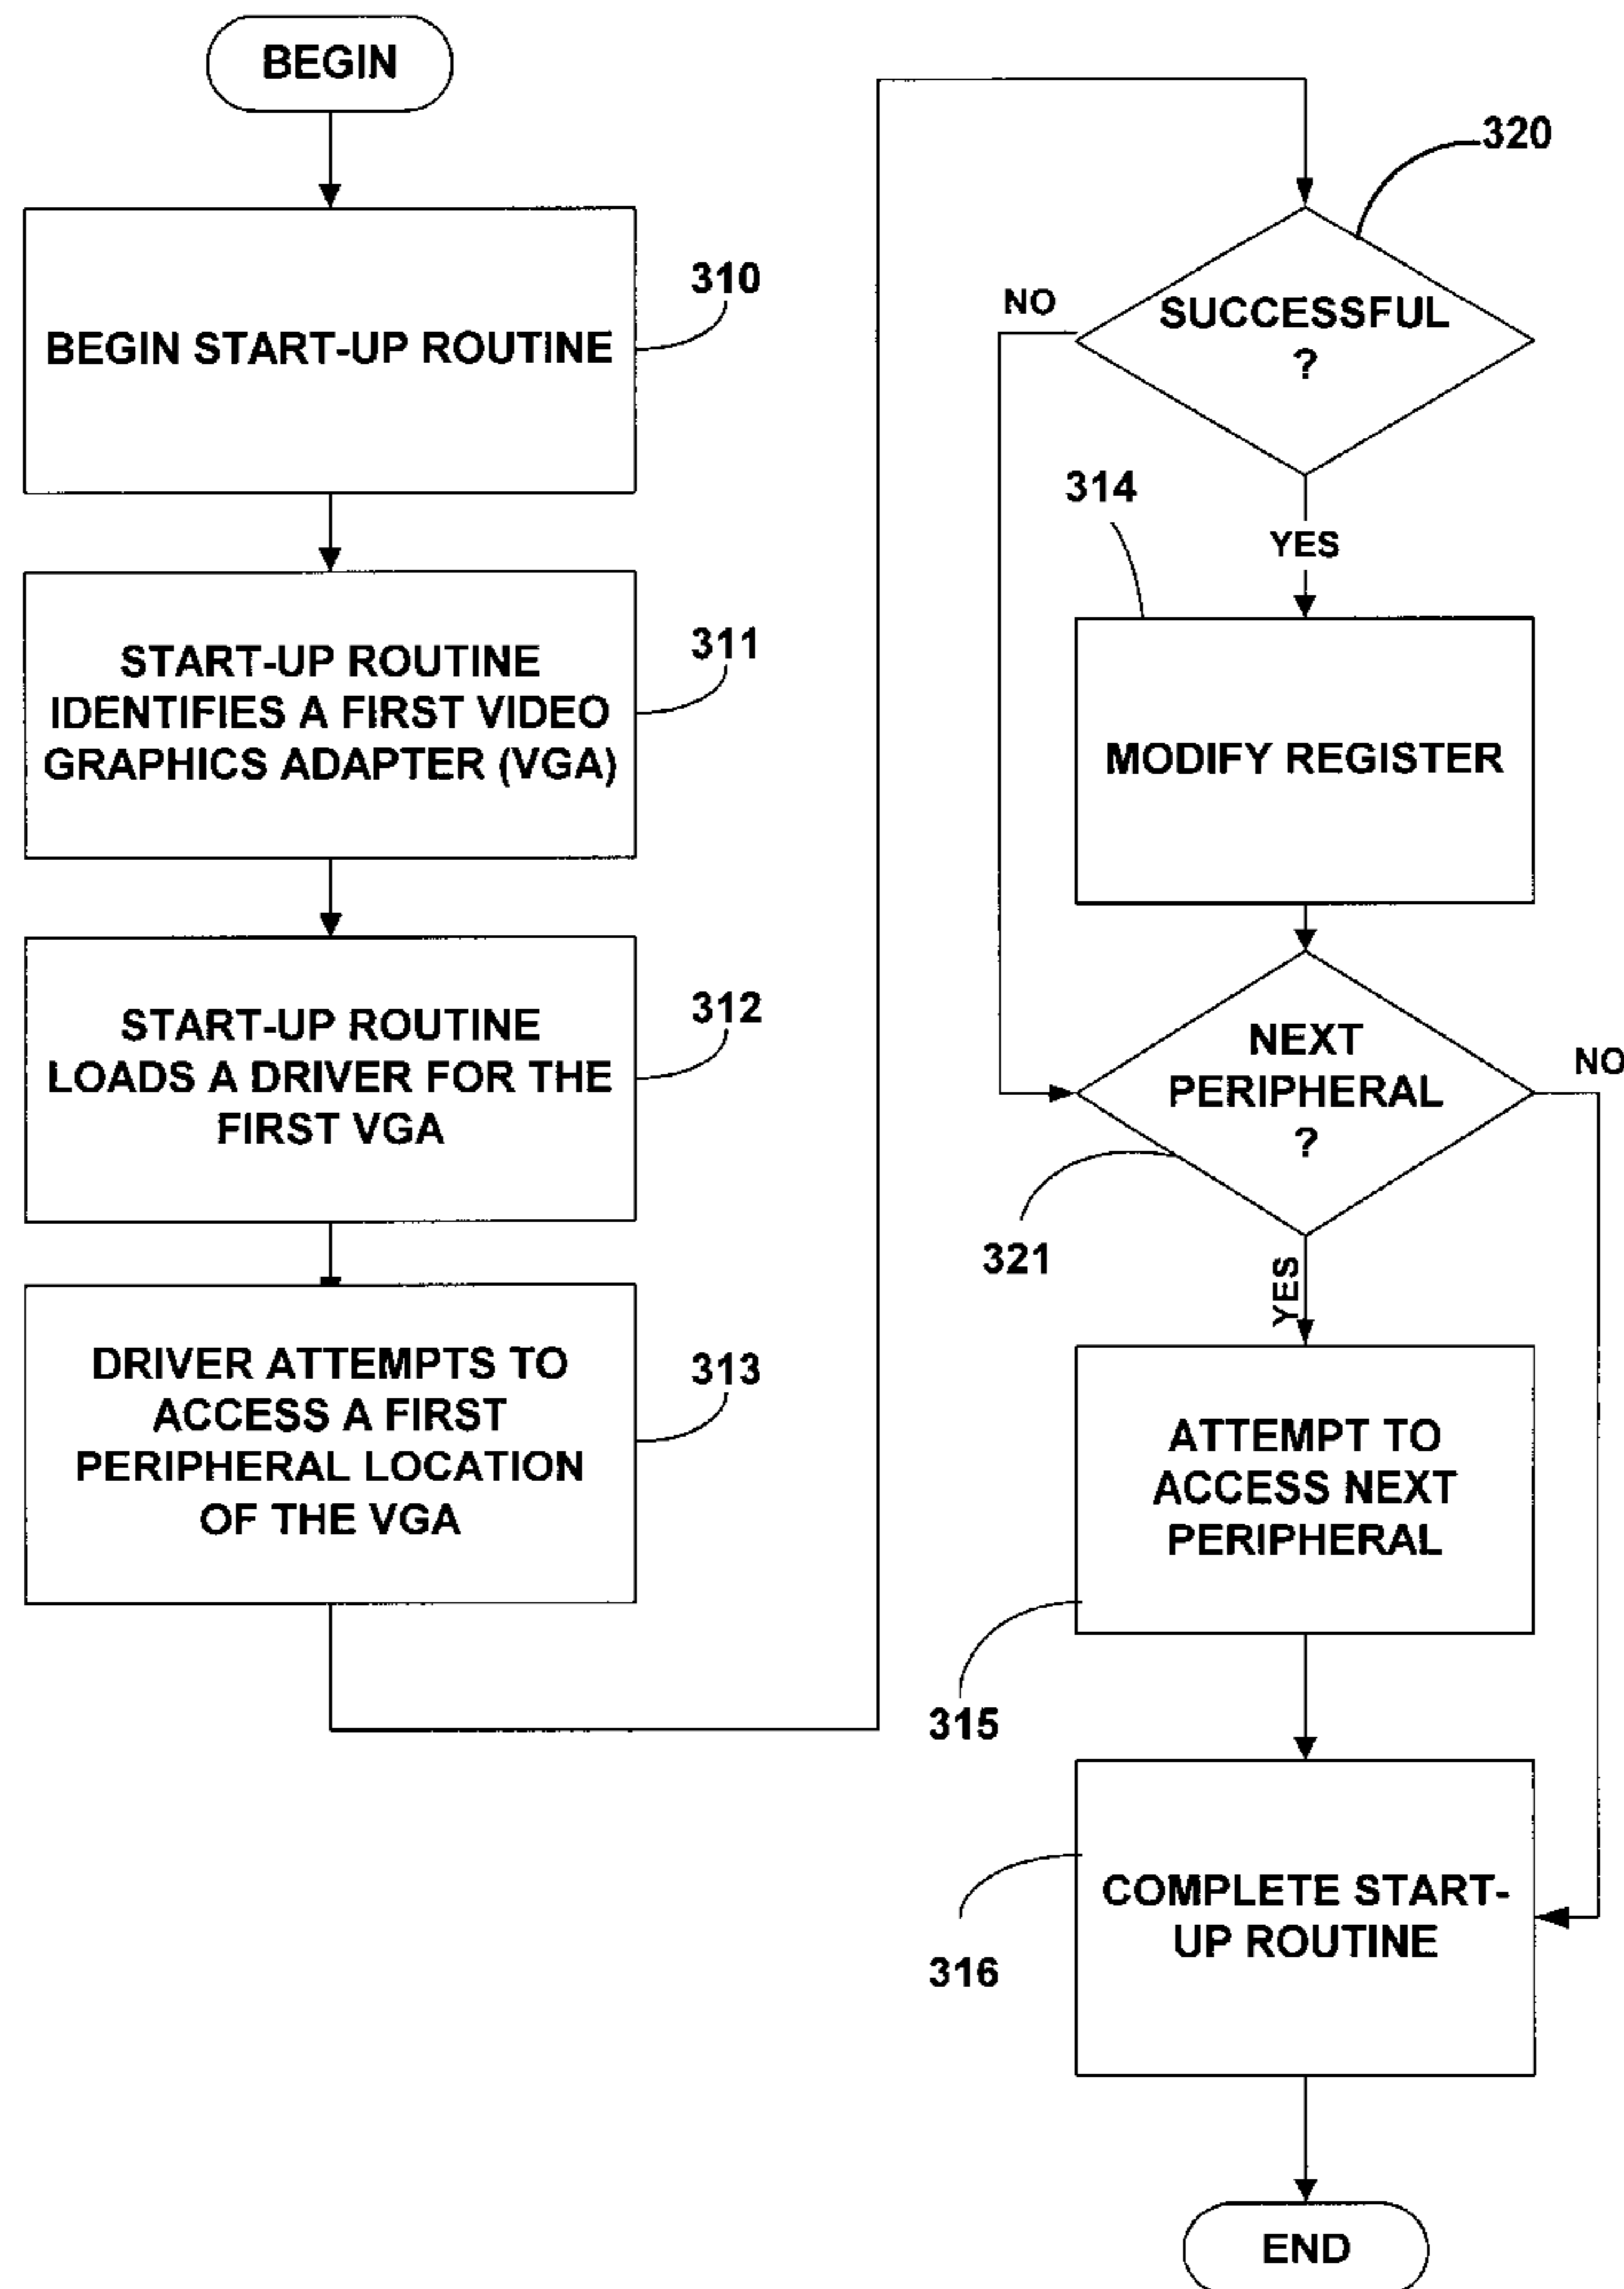 BEGIN
BEGIN START-UP ROUTINE
310
START-UP ROUTINE
IDENTIFIES A FIRST VIDEO
GRAPHICS ADAPTER (VGA)
311
START-UP ROUTINE
LOADS A DRIVER FOR THE
FIRST VGA
312
DRIVER ATTEMPTS TO
ACCESS A FIRST
PERIPHERAL LOCATION
OF THE VGA
313
320
NO
SUCCESSFUL
?
YES
314
MODIFY REGISTER
NEXT
PERIPHERAL
?
NO
321
YES
ATTEMPT TO
ACCESS NEXT
PERIPHERAL
315
COMPLETE START-
UP ROUTINE
316
END